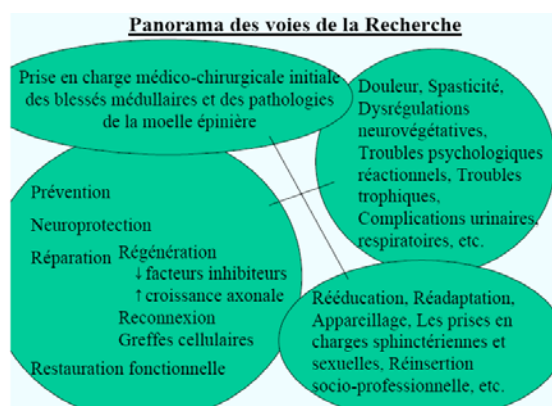 Panorama des voies de la Recherche
Prise en charge médico-chirurgicale initiale
des blessés médullaires et des pathologies
de la moelle épinière
Douleur, Spasticité,
Dysrégulations
neurovégétatives,
Troubles psychologiques
réactionnels, Troubles
trophiques,
Complications urinaires,
respiratoires, etc.
Prévention
Neuroprotection
Réparation Régénération
↓ facteurs inhibiteurs
↑ croissance axonale
Reconnexion
Greffes cellulaires
Restauration fonctionnelle
Rééducation, Réadaptation,
Appareillage, Les prises en
charges sphinctériennes et
sexuelles, Réinsertion
socio-professionnelle, etc.